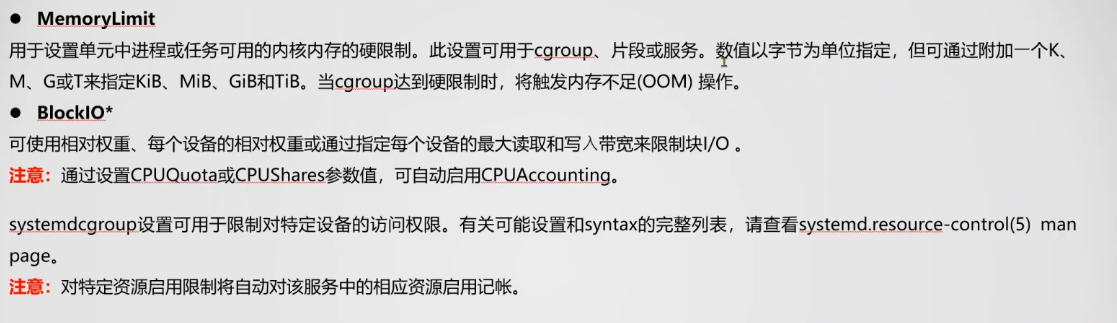 ● MemoryLimit
用于设置单元中进程或任务可用的内核内存的硬限制。此设置可用于cgroup、片段或服务。数值以字节为单位指定，但可通过附加一个K、
M、G或T来指定KiB、MiB、GiB和TiB。当cgroup达到硬限制时，将触发内存不足(OOM) 操作。
● BlockIO*
可使用相对权重、每个设备的相对权重或通过指定每个设备的最大读取和写入带宽来限制块I/O 。
注意：通过设置CPUQuota或CPUShares参数值，可自动启用CPUAccounting。
systemdcgroup设置可用于限制对特定设备的访问权限。有关可能设置和syntax的完整列表，请查看systemd.resource-control(5) man
page。
注意：对特定资源启用限制将自动对该服务中的相应资源启用记帐。